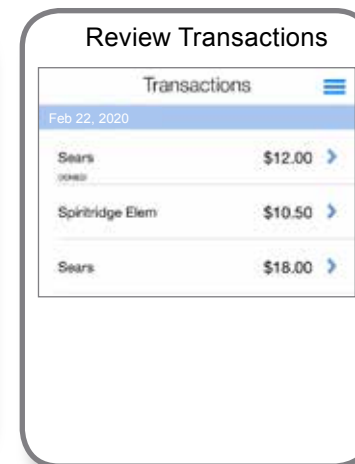 Review Transactions
Transactions
Feb 22, 2020
Sears $12.00
Spiritridge Elem $10.50
Sears $18.00